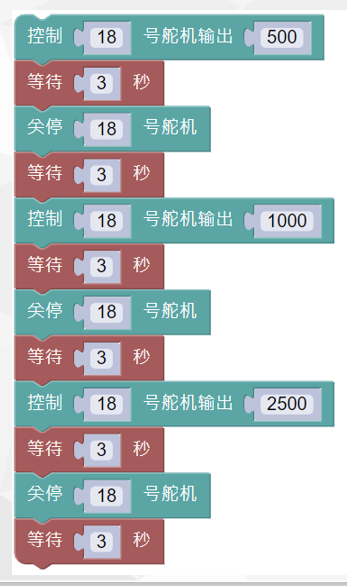 控制 18 号舵机输出 500
等待 3 秒
关停 18 号舵机
等待 3 秒
控制 18 号舵机输出 1000
等待 3 秒
关停 18 号舵机
等待 3 秒
控制 18 号舵机输出 2500
等待 3 秒
关停 18 号舵机
等待 3 秒